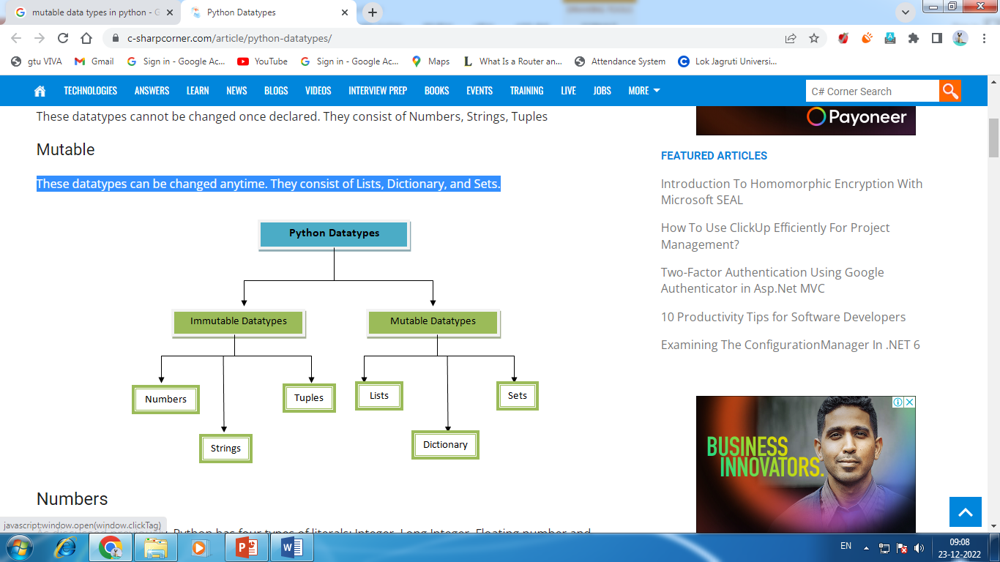 mutable data types in python - G
Python Datatypes
c-sharpcorner.com/article/python-datatypes/
gtu VIVA
Gmail
Sign in - Google Ac...
YouTube
Sign in - Google Ac...
Maps
What Is a Router an...
Attendance System
Lok Jagruti Universi...
TECHNOLOGIES ANSWERS LEARN NEWS BLOGS VIDEOS INTERVIEW PREP BOOKS EVENTS TRAINING LIVE JOBS MORE
C# Corner Search
These datatypes cannot be changed once declared. They consist of Numbers, Strings, Tuples
Mutable
These datatypes can be changed anytime. They consist of Lists, Dictionary, and Sets.
Python Datatypes
Immutable Datatypes
Mutable Datatypes
Numbers
Tuples
Lists
Sets
Strings
Dictionary
Numbers
Python has four types of literals: Integer, Long Integer, Floating number and
Payoneer
FEATURED ARTICLES
Introduction To Homomorphic Encryption With
Microsoft SEAL
How To Use ClickUp Efficiently For Project
Management?
Two-Factor Authentication Using Google
Authenticator in Asp.Net MVC
10 Productivity Tips for Software Developers
Examining The ConfigurationManager In .NET 6
BUSINESS
INNOVATORS.
javascript:window.open(window.clickTag)
EN
09:08
23-12-2022